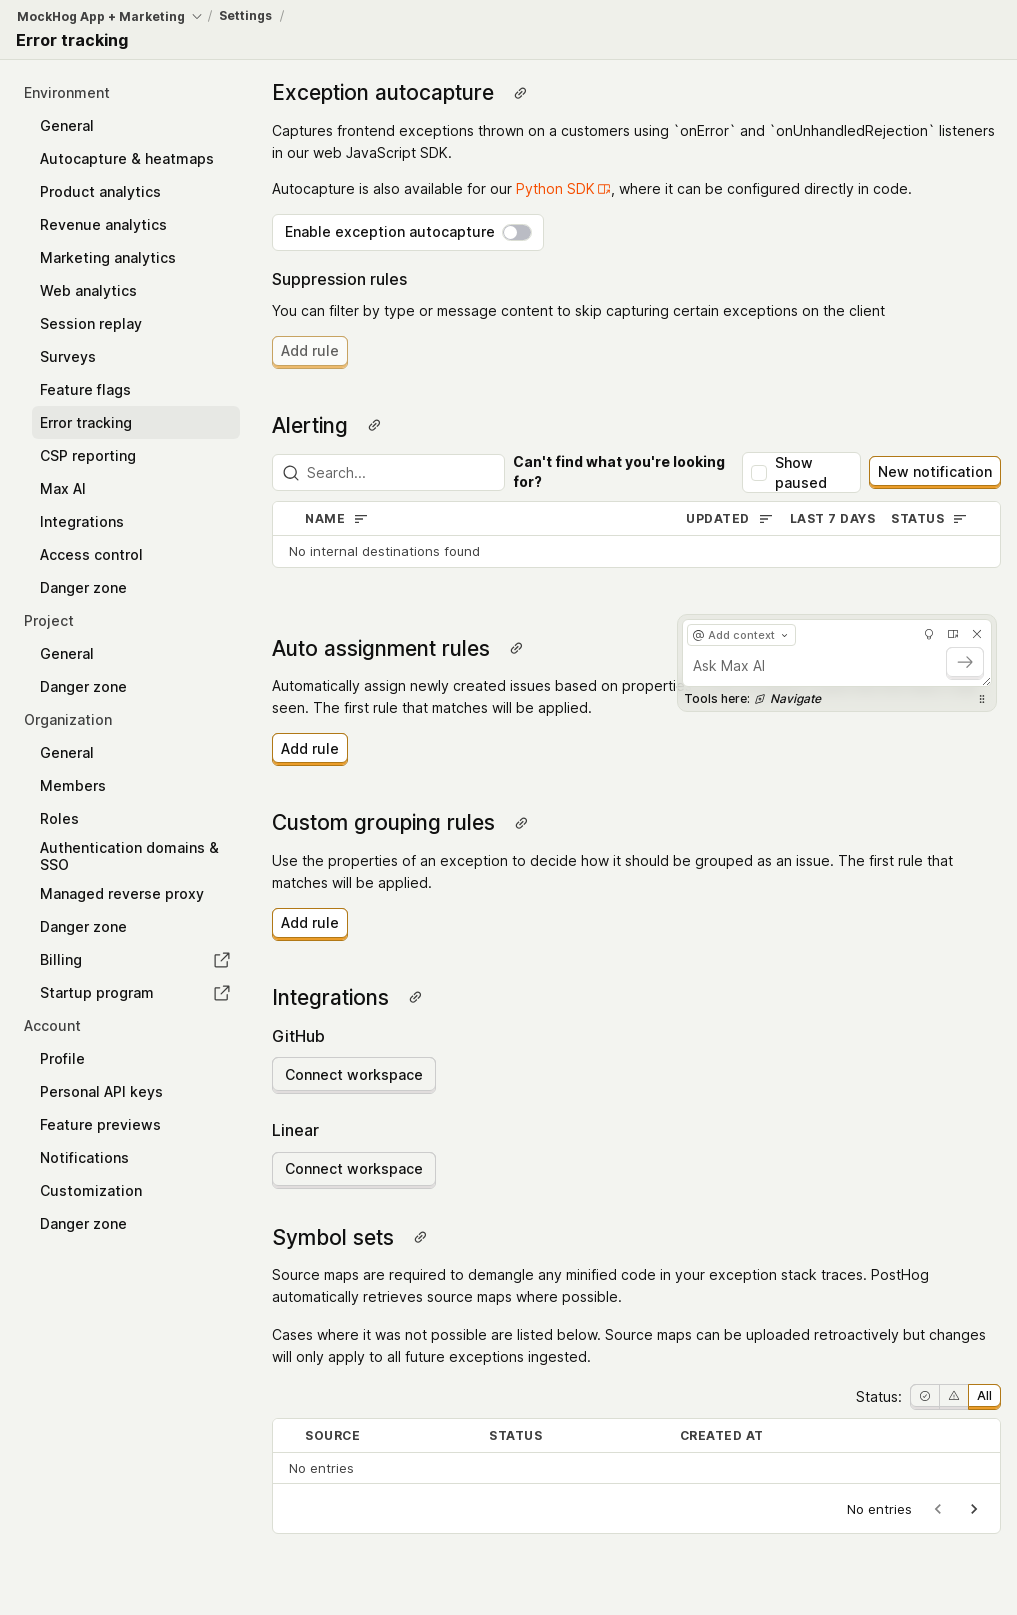 MockHog App + Marketing / Settings /
Error tracking
Environment
General
Autocapture & heatmaps
Product analytics
Revenue analytics
Marketing analytics
Web analytics
Session replay
Surveys
Feature flags
Error tracking
CSP reporting
Max AI
Integrations
Access control
Danger zone
Project
General
Danger zone
Organization
General
Members
Roles
Authentication domains &
SSO
Managed reverse proxy
Danger zone
Billing
Startup program
Account
Profile
Personal API keys
Feature previews
Notifications
Customization
Danger zone
Exception autocapture
Captures frontend exceptions thrown on a customers using `onError` and `onUnhandledRejection` listeners
in our web JavaScript SDK.
Autocapture is also available for our Python SDK, where it can be configured directly in code.
Enable exception autocapture
Suppression rules
You can filter by type or message content to skip capturing certain exceptions on the client
Add rule
Alerting
Search...
Can't find what you're looking
for?
Show
paused
New notification
NAME UPDATED LAST 7 DAYS STATUS
No internal destinations found
Auto assignment rules
Automatically assign newly created issues based on properti
seen. The first rule that matches will be applied.
Add rule
@ Add context
Ask Max AI
Tools here: Navigate
Custom grouping rules
Use the properties of an exception to decide how it should be grouped as an issue. The first rule that
matches will be applied.
Add rule
Integrations
GitHub
Connect workspace
Linear
Connect workspace
Symbol sets
Source maps are required to demangle any minified code in your exception stack traces. PostHog
automatically retrieves source maps where possible.
Cases where it was not possible are listed below. Source maps can be uploaded retroactively but changes
will only apply to all future exceptions ingested.
Status: All
SOURCE STATUS CREATED AT
No entries
No entries